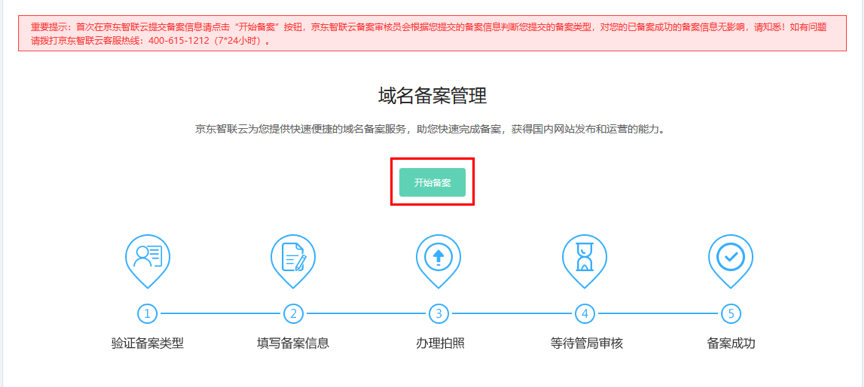 重要提示：首次在京东智联云提交备案信息请点击“开始备案”按钮，京东智联云备案审核员会根据您提交的备案信息判断您提交的备案类型，对您的已备案成功的备案信息无影响，请知悉！如有问题
请拨打京东智联云客服热线：400-615-1212（7*24小时）。
域名备案管理
京东智联云为您提供快速便捷的域名备案服务，助您快速完成备案，获得国内网站发布和运营的能力。
开始备案
1 2 3 4 5
验证备案类型 填写备案信息 办理拍照 等待管局审核 备案成功